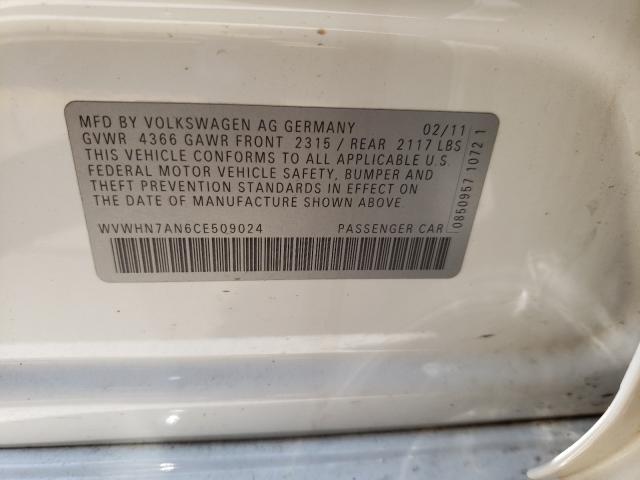 MFD BY VOLKSWAGEN AG GERMANY 02/11
GVWR 4366 GAWR FRONT 2315 / REAR 2117 LBS
THIS VEHICLE CONFORMS TO ALL APPLICABLE U.S.
FEDERAL MOTOR VEHICLE SAFETY, BUMPER AND
THEFT PREVENTION STANDARDS IN EFFECT ON
THE DATE OF MANUFACTURE SHOWN ABOVE
WVWHN7AN6CE509024 PASSENGER CAR
0850957 1072 1